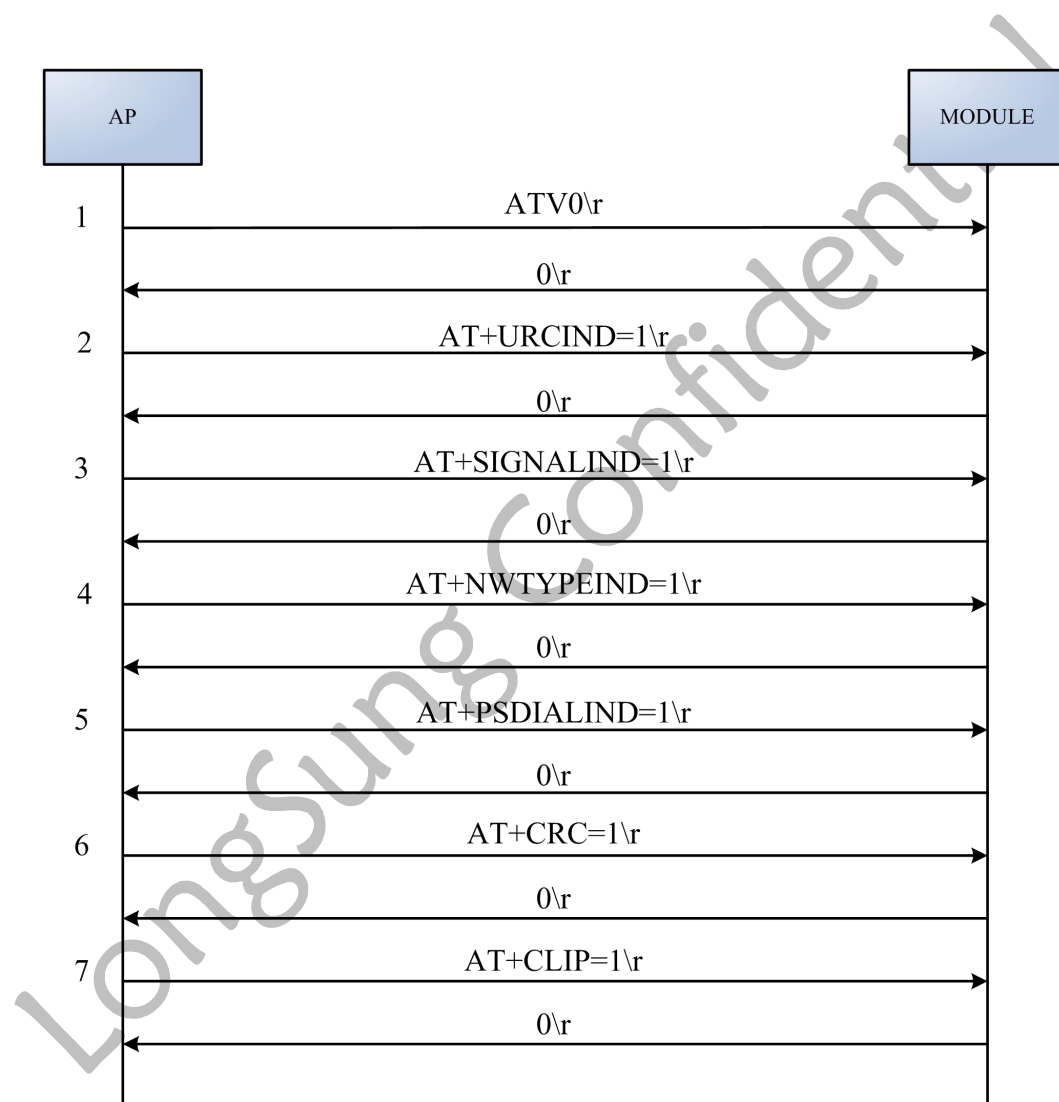 AP
MODULE
1
ATV0\r
0\r
2
AT+URCIND=1\r
0\r
3
AT+SIGNALIND=1\r
0\r
4
AT+NWTYPEIND=1\r
0\r
5
AT+PSDIALIND=1\r
0\r
6
AT+CRC=1\r
0\r
7
AT+CLIP=1\r
0\r
LongSung Confidential